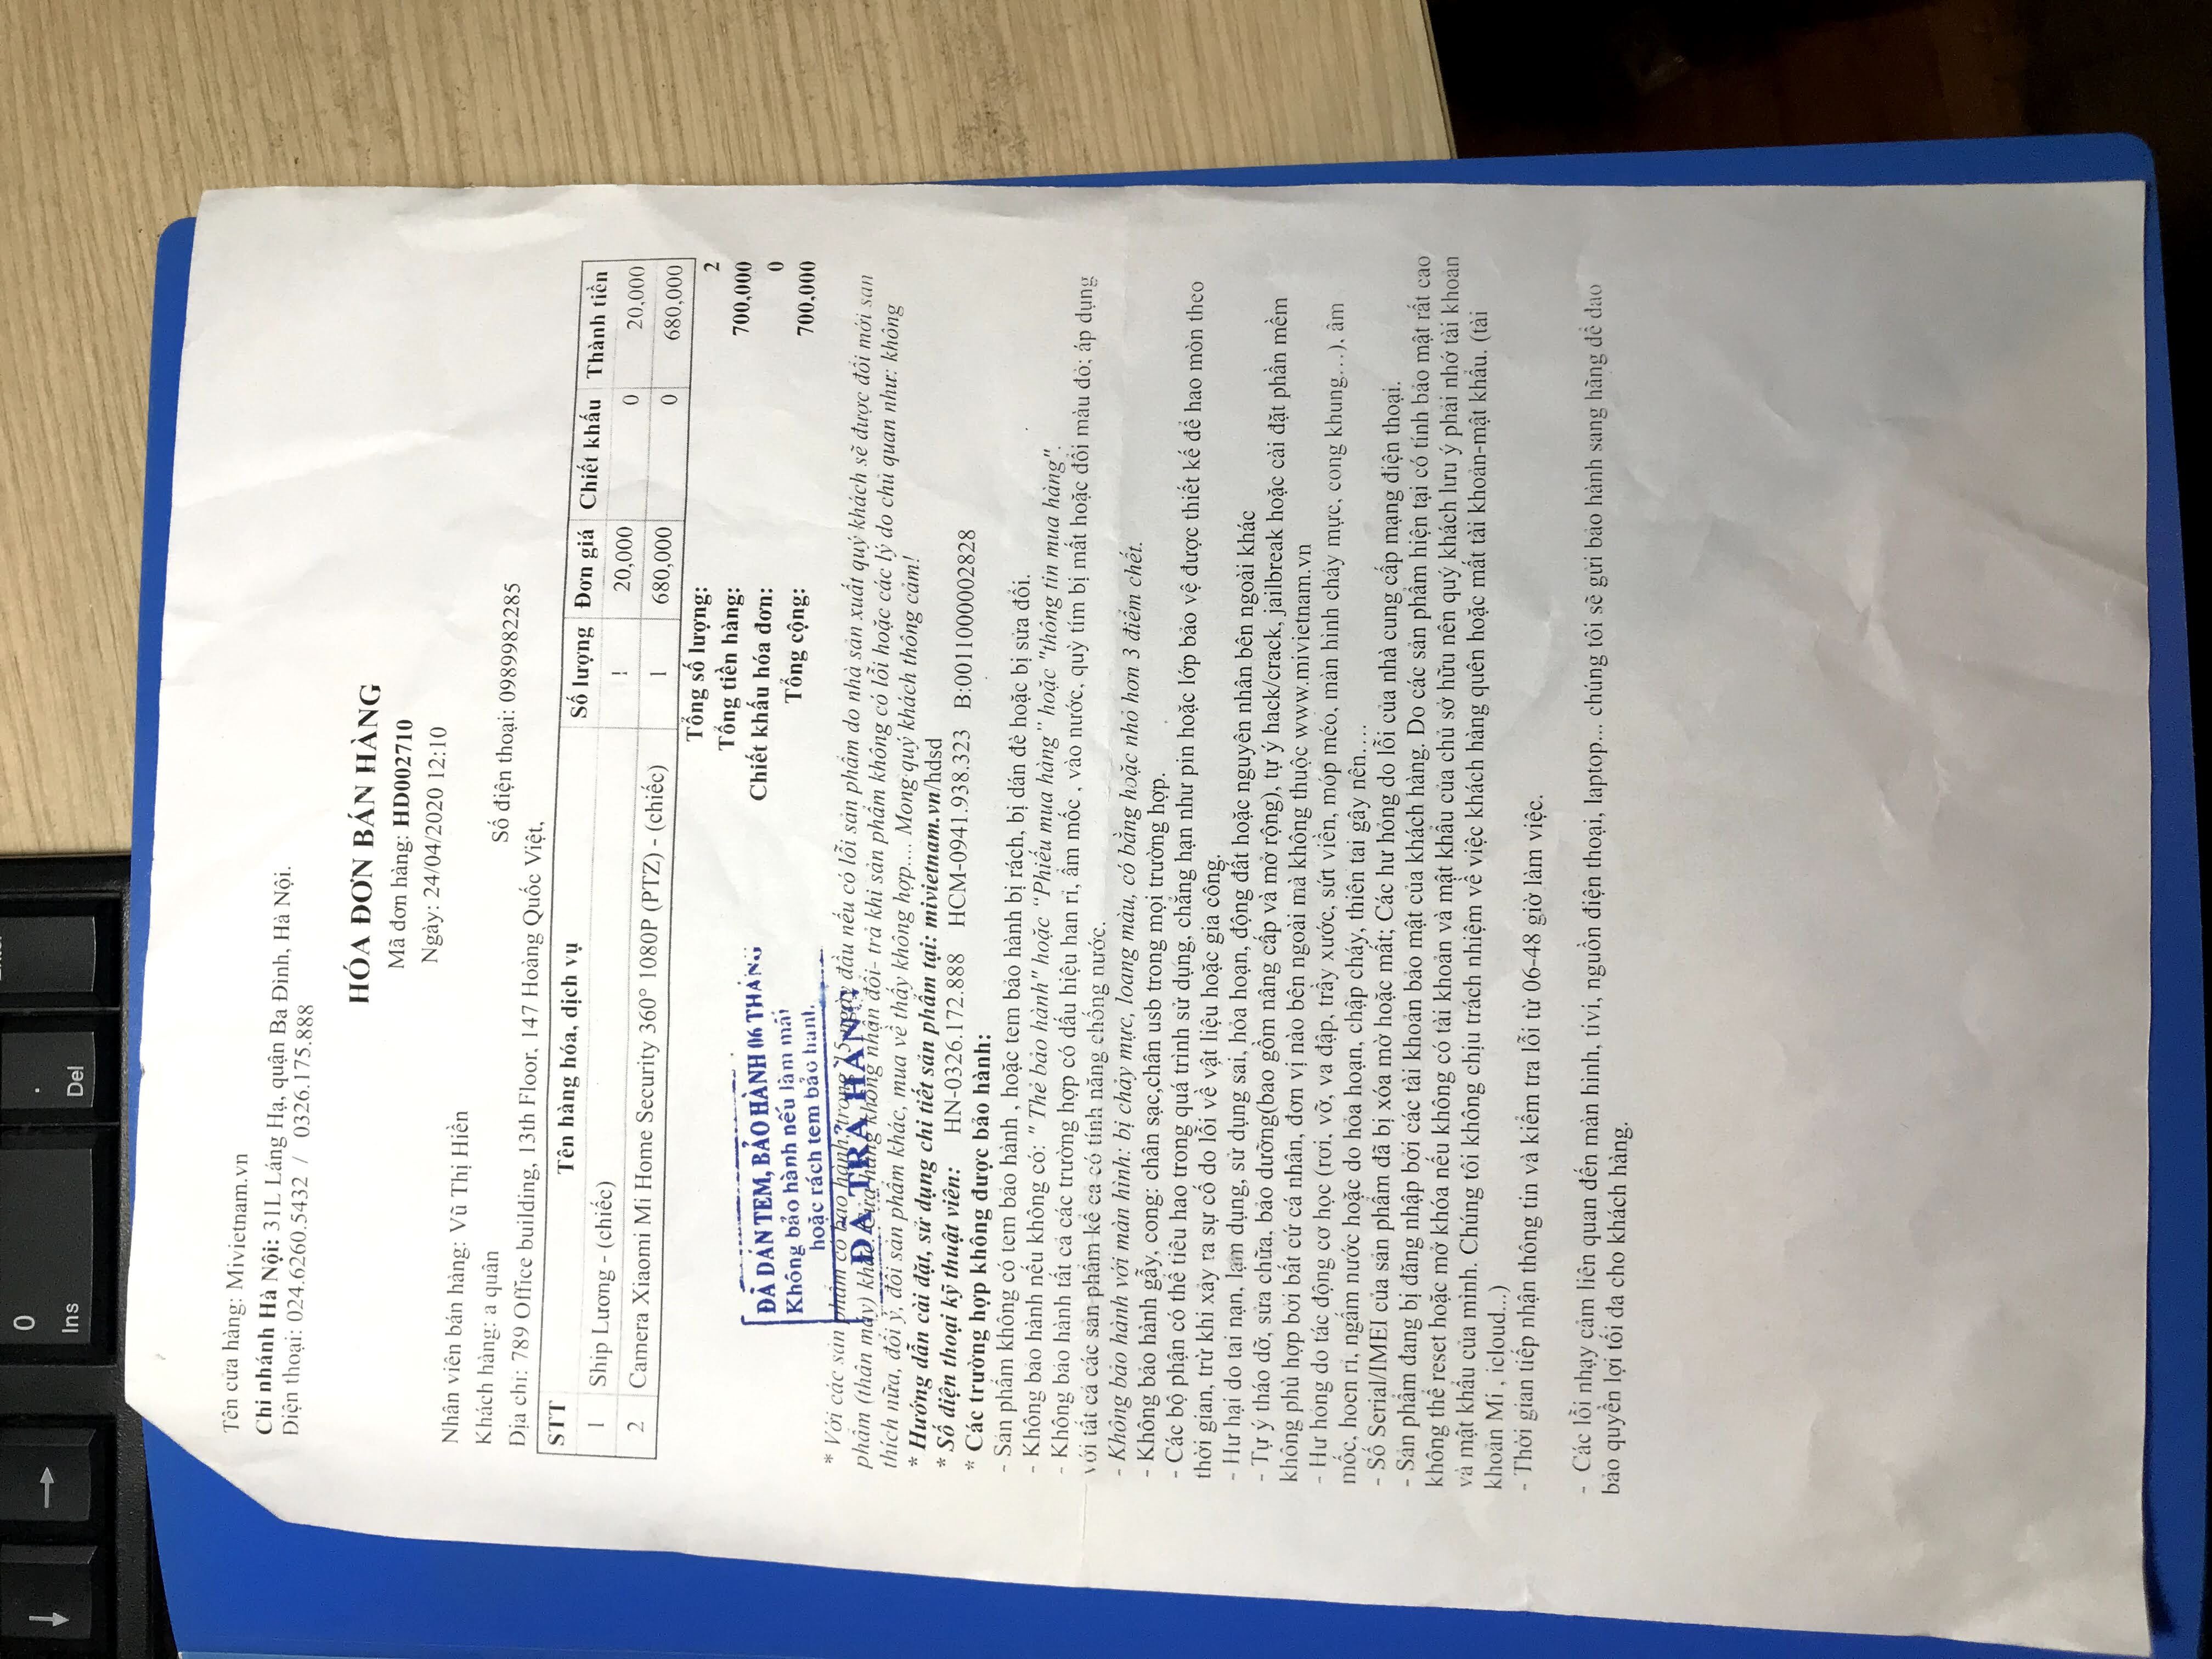 0
Ins
.
Del
Tên cửa hàng: Mivietnam.vn
Chi nhánh Hà Nội: 31L Láng Hạ, quận Ba Đình, Hà Nội.
Điện thoại: 024.6260.5432 / 0326.175.888
HÓA ĐƠN BÁN HÀNG
Mã đơn hàng: HD002710
Ngày: 24/04/2020 12:10
Nhân viên bán hàng: Vũ Thị Hiền
Khách hàng: a quân Số điện thoại: 0989982285
Địa chỉ: 789 Office building, 13th Floor, 147 Hoàng Quốc Việt,
STT Tên hàng hóa, dịch vụ Số lượng Đơn giá Chiết khấu Thành tiền
1 Ship Lương - (chiếc) 1 20,000 0 20,000
2 Camera Xiaomi Mi Home Security 360° 1080P (PTZ) - (chiếc) 1 680,000 0 680,000
Tổng số lượng: 2
Tổng tiền hàng: 700,000
Chiết khấu hóa đơn: 0
Tổng cộng: 700,000
ĐÃ DÁN TEM, BẢO HÀNH 06 THÁNG
Không bảo hành nếu làm mất
hoặc rách tem bảo hành.
ĐÃ TRẢ HÀNG
* Với các sản phẩm có bảo hành, trong 15 ngày đầu nếu có lỗi sản phẩm do nhà sản xuất quý khách sẽ được đổi mới sản
phẩm (thân máy) khác. Cửa hàng không nhận đổi- trả khi sản phẩm không có lỗi hoặc các lý do chủ quan như: không
thích nữa, đổi ý, đổi sản phẩm khác, mua về thấy không hợp.... Mong quý khách thông cảm!
* Hướng dẫn cài đặt, sử dụng chi tiết sản phẩm tại: mivietnam.vn/hdsd
* Số điện thoại kỹ thuật viên: HN-0326.172.888 HCM-0941.938.323 B:0011000002828
* Các trường hợp không được bảo hành:
- Sản phẩm không có tem bảo hành , hoặc tem bảo hành bị rách, bị dán đè hoặc bị sửa đổi.
- Không bảo hành nếu không có: " Thẻ bảo hành" hoặc “Phiếu mua hàng" hoặc "thông tin mua hàng".
- Không bảo hành tất cả các trường hợp có dấu hiệu han rỉ, ẩm mốc , vào nước, quỳ tím bị mất hoặc đổi màu đỏ; áp dụng
với tất cả các sản phẩm kể cả có tính năng chống nước.
- Không bảo hành với màn hình: bị chảy mực, loang màu, có bằng hoặc nhỏ hơn 3 điểm chết.
- Không bảo hành gẫy, cong: chân sạc,chân usb trong mọi trường hợp.
- Các bộ phận có thể tiêu hao trong quá trình sử dụng, chẳng hạn như pin hoặc lớp bảo vệ được thiết kế để hao mòn theo
thời gian, trừ khi xảy ra sự cố do lỗi về vật liệu hoặc gia công.
- Hư hại do tai nạn, lạm dụng, sử dụng sai, hỏa hoạn, động đất hoặc nguyên nhân bên ngoài khác
- Tự ý tháo dỡ, sửa chữa, bảo dưỡng(bao gồm nâng cấp và mở rộng), tự ý hack/crack, jailbreak hoặc cài đặt phần mềm
không phù hợp bởi bất cứ cá nhân, đơn vị nào bên ngoài mà không thuộc www.mivietnam.vn
- Hư hỏng do tác động cơ học (rơi, vỡ, va đập, trầy xước, sứt viền, móp méo, màn hình chảy mực, cong khung…), ẩm
mốc, hoen rỉ, ngấm nước hoặc do hỏa hoạn, chập cháy, thiên tai gây nên….
- Số Serial/IMEI của sản phẩm đã bị xóa mờ hoặc mất; Các hư hỏng do lỗi của nhà cung cấp mạng điện thoại.
- Sản phẩm đang bị đăng nhập bởi các tài khoản bảo mật của khách hàng. Do các sản phẩm hiện tại có tính bảo mật rất cao
không thể reset hoặc mở khóa nếu không có tài khoản và mật khẩu của chủ sở hữu nên quý khách lưu ý phải nhớ tài khoản
và mật khẩu của mình. Chúng tôi không chịu trách nhiệm về việc khách hàng quên hoặc mất tài khoản-mật khẩu. (tài
khoản Mi , icloud...)
- Thời gian tiếp nhận thông tin và kiểm tra lỗi từ 06-48 giờ làm việc.
- Các lỗi nhạy cảm liên quan đến màn hình, tivi, nguồn điện thoại, laptop... chúng tôi sẽ gửi bảo hành sang hãng để đảo
bảo quyền lợi tối đa cho khách hàng.